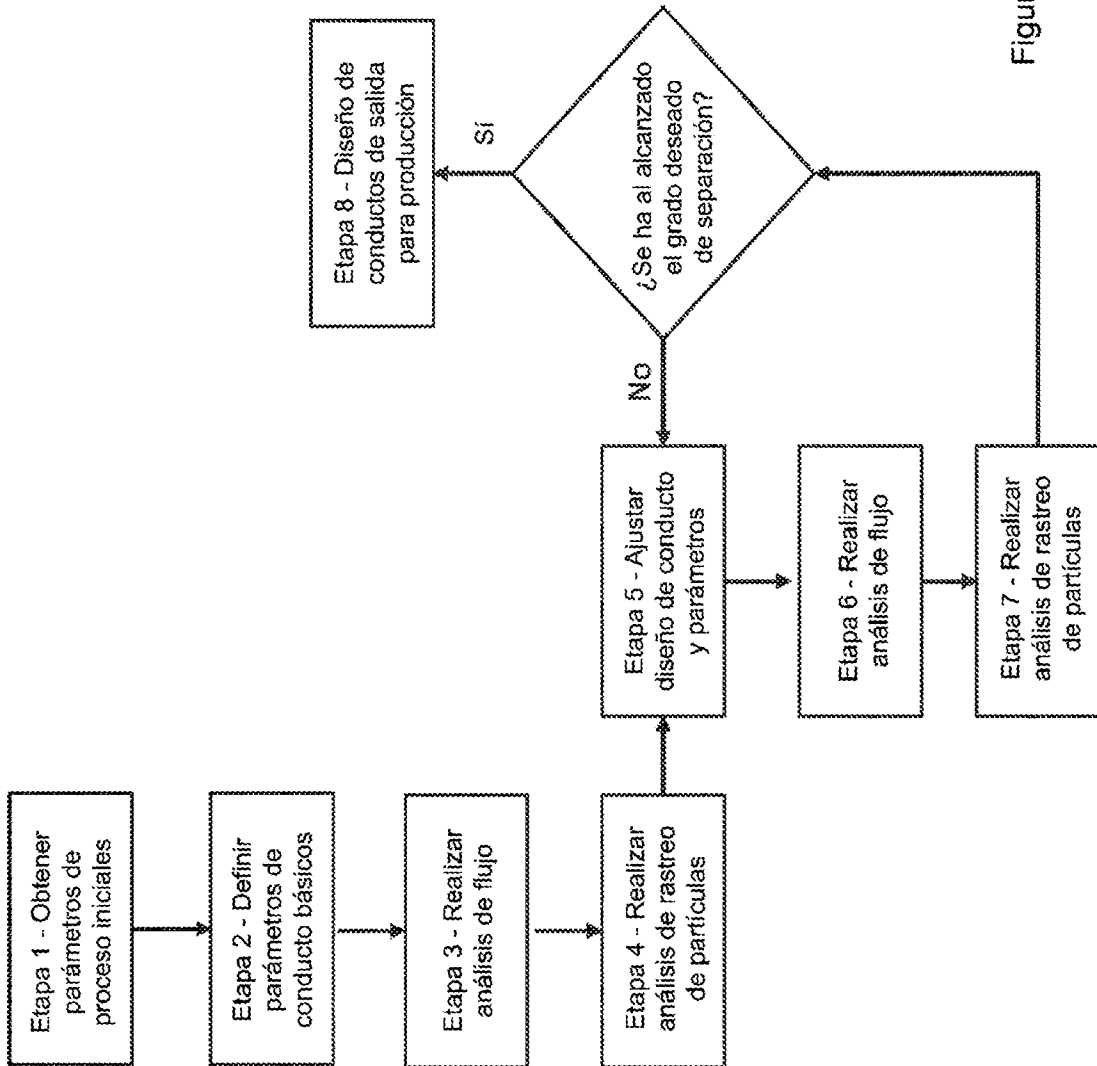 Etapa 1 - Obtener
parámetros de
proceso iniciales
Etapa 2 - Definir
parámetros de
conducto básicos
Etapa 3 - Realizar
análisis de flujo
Etapa 4 - Realizar
análisis de rastreo
de partículas
Etapa 5 - Ajustar
diseño de conducto
y parámetros
Etapa 6 - Realizar
análisis de flujo
Etapa 7 - Realizar
análisis de rastreo
de partículas
¿Se ha al alcanzado
el grado deseado
de separación?
No
Sí
Etapa 8 - Diseño de
conductos de salida
para producción